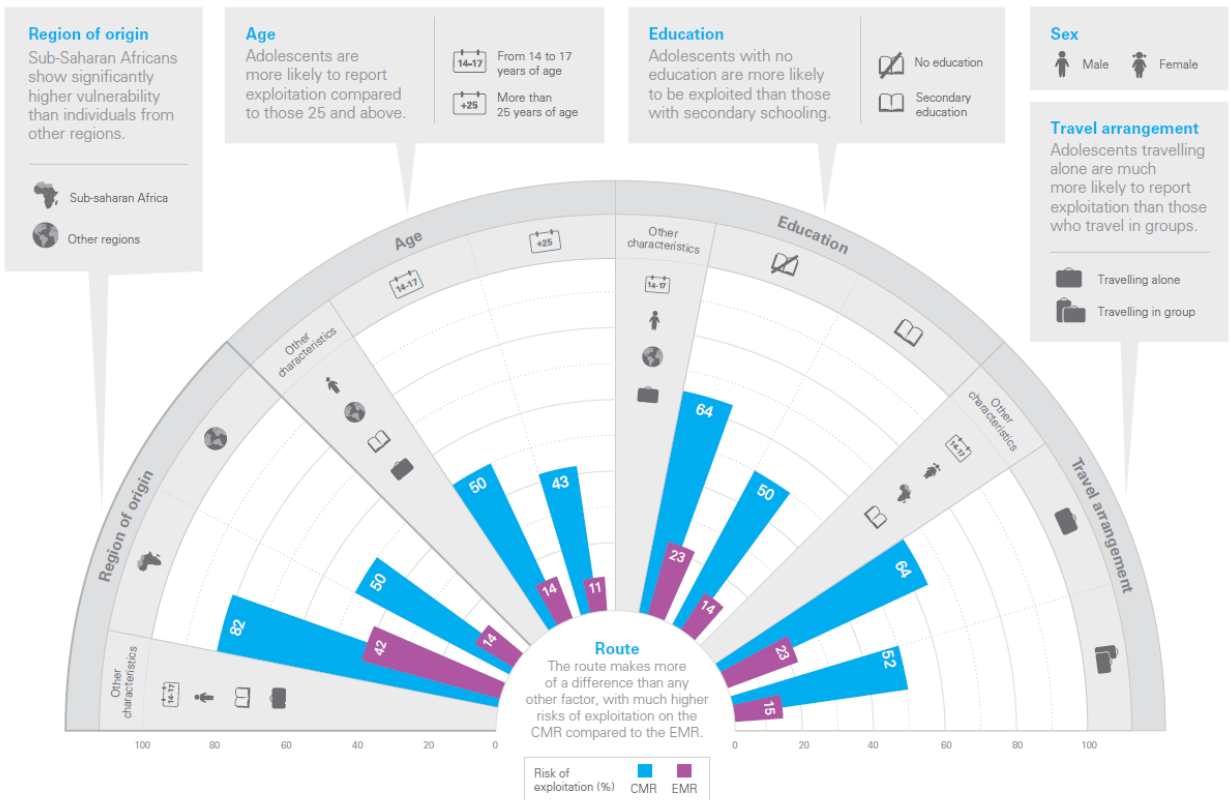 Region of origin
Sub-Saharan Africans
show significantly
higher vulnerability
than individuals from
other regions.
Sub-saharan Africa
Other regions
Age
Adolescents are
more likely to report
exploitation compared
to those 25 and above.
14-17
From 14 to 17
years of age
+25
More than
25 years of age
Education
Adolescents with no
education are more likely
to be exploited than those
with secondary schooling.
No education
Secondary
education
Sex
Male
Female
Travel arrangement
Adolescents travelling
alone are much
more likely to report
exploitation than those
who travel in groups.
Travelling alone
Travelling in group
Region of origin
Other
characteristics
14-17
82
42
50
14
Age
Other
characteristics
14-17
+25
50
14
43
11
Education
Other
characteristics
14-17
64
23
50
14
Travel arrangement
Other
characteristics
14-17
64
23
52
15
100
80
60
40
20
0
0
20
40
60
80
100
Route
The route makes more
of a difference than any
other factor, with much higher
risks of exploitation on the
CMR compared to the EMR.
Risk of
exploitation (%)
CMR
EMR